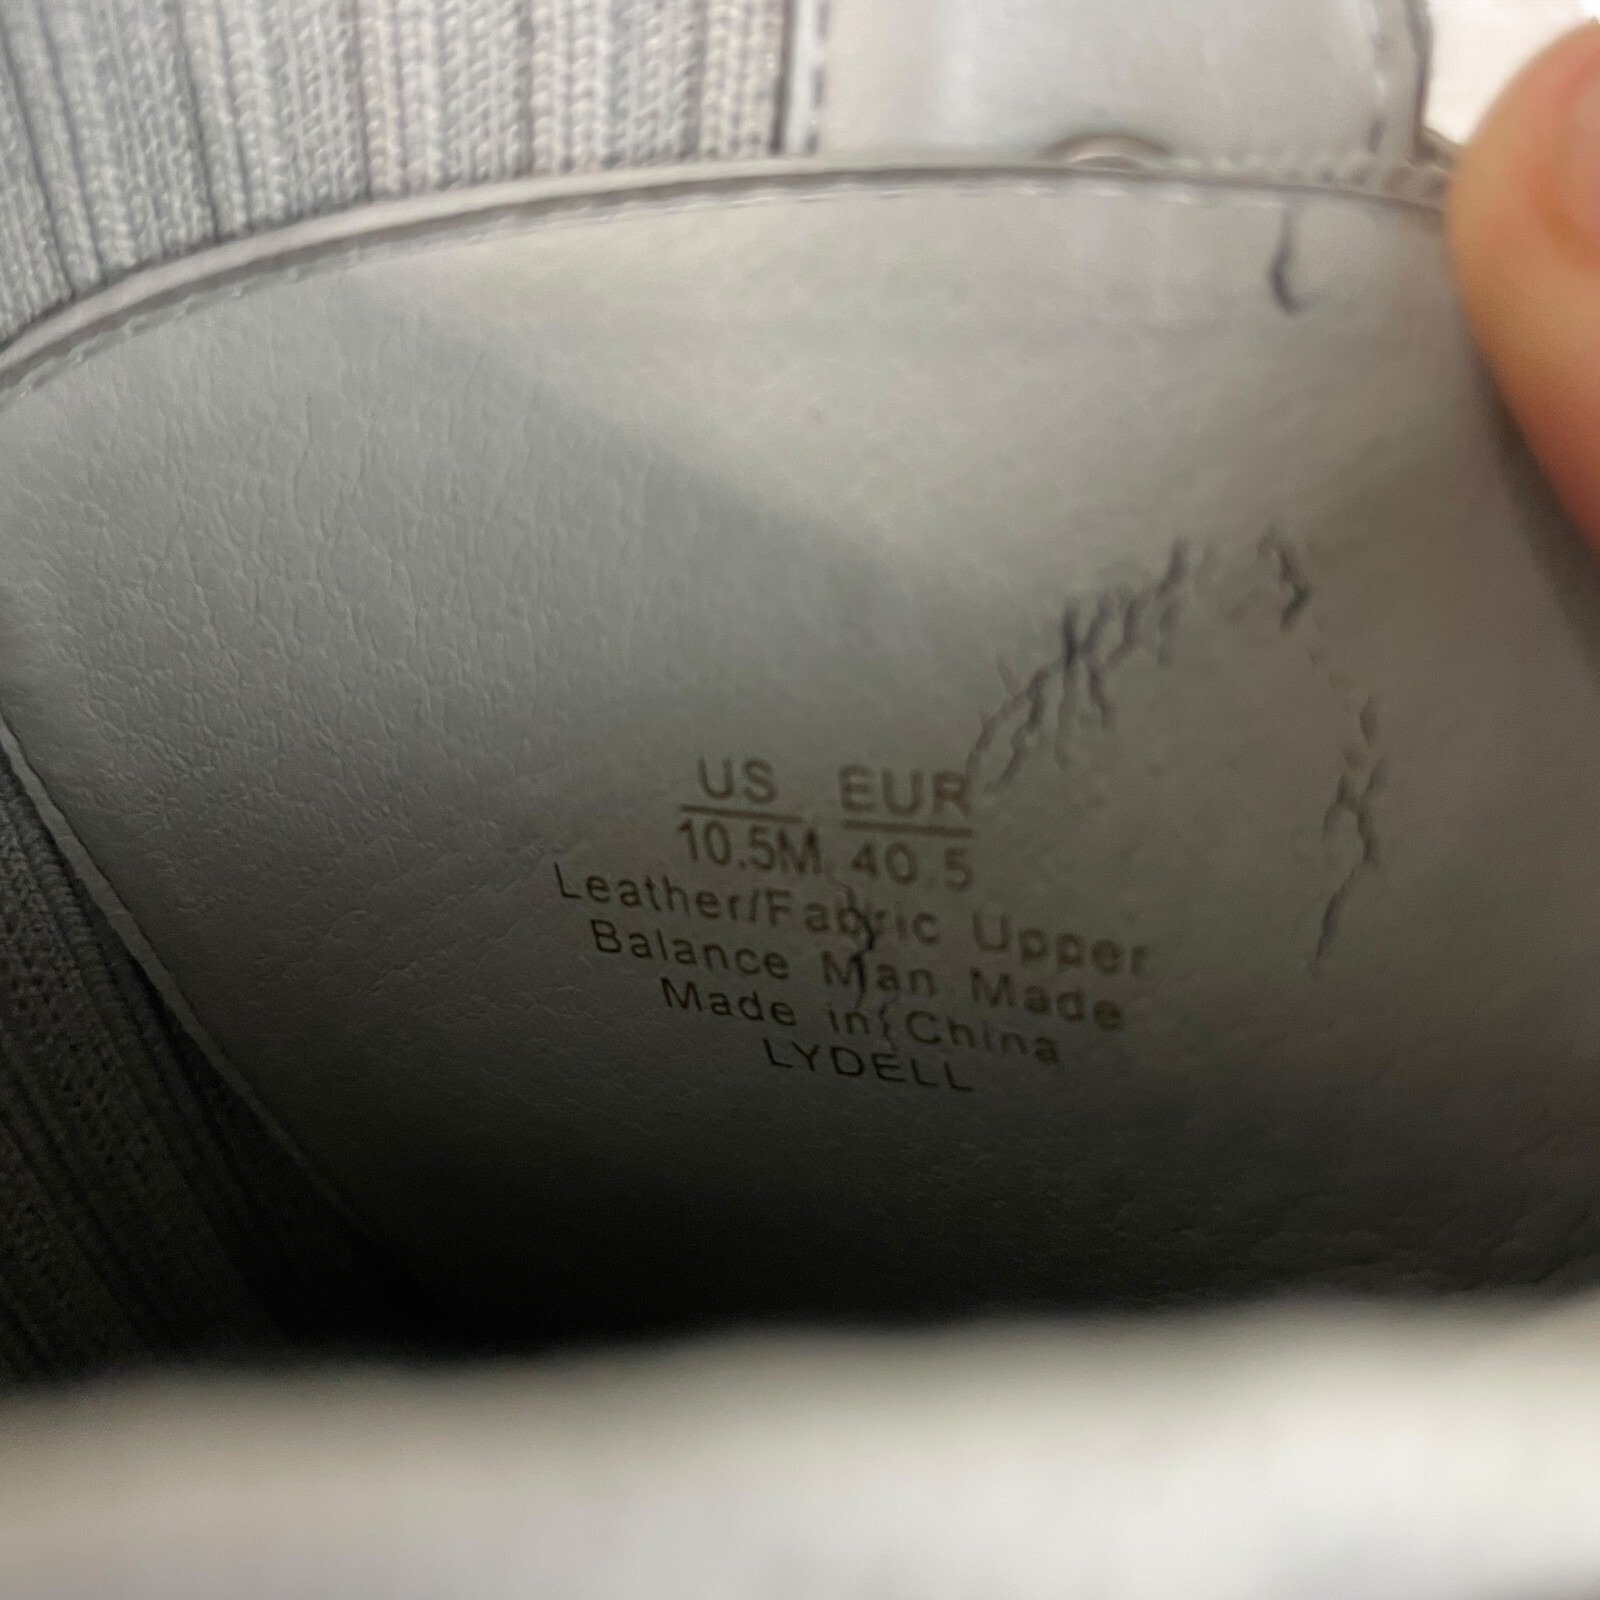 US EUR
10.5M 40.5
Leather/Fabric Upper
Balance Man Made
Made in China
LYDELL